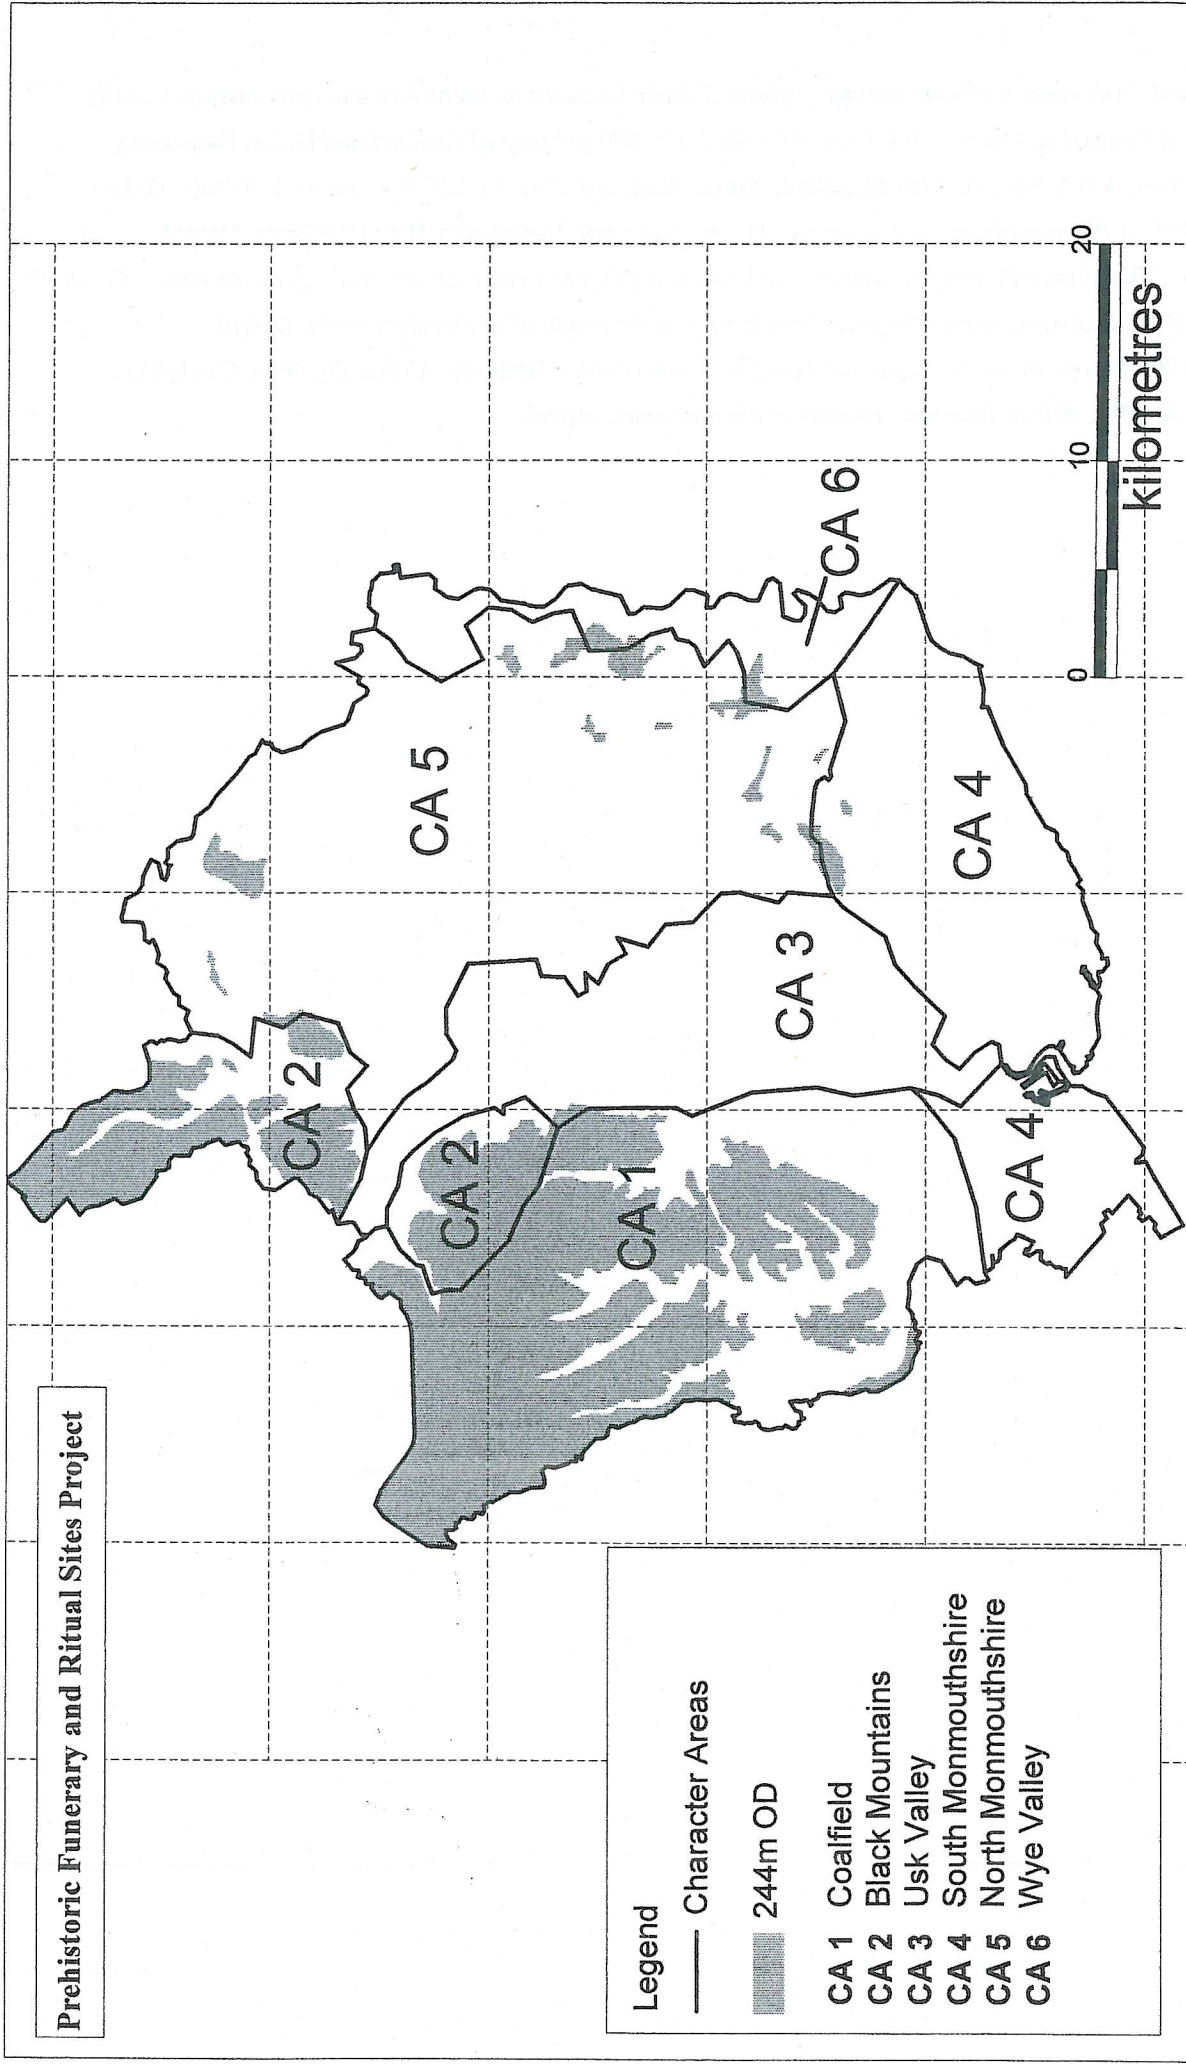 Prehistoric Funerary and Ritual Sites Project
CA 2
CA 5
CA 2
CA 1
CA 3
CA 6
CA 4
CA 4
Legend
Character Areas
244m OD
CA 1 Coalfield
CA 2 Black Mountains
CA 3 Usk Valley
CA 4 South Monmouthshire
CA 5 North Monmouthshire
CA 6 Wye Valley
0 10 20
kilometres